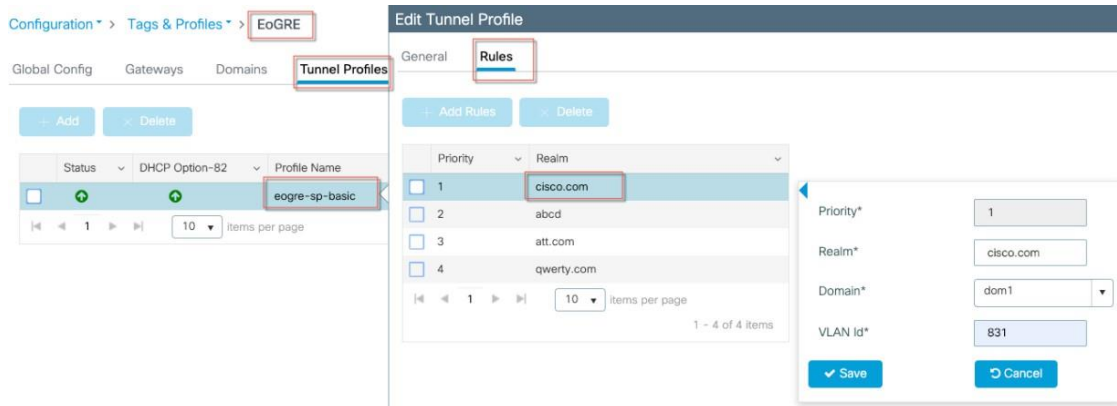 Configuration > Tags & Profiles > EoGRE
Global Config Gateways Domains Tunnel Profiles
+ Add × Delete
Status DHCP Option-82 Profile Name
eogre-sp-basic
1 10 items per page
Edit Tunnel Profile
General Rules
+ Add Rules × Delete
Priority Realm
1 cisco.com
2 abcd
3 att.com
4 qwerty.com
1 10 items per page
1 - 4 of 4 items
Priority* 1
Realm* cisco.com
Domain* dom1
VLAN Id* 831
Save Cancel